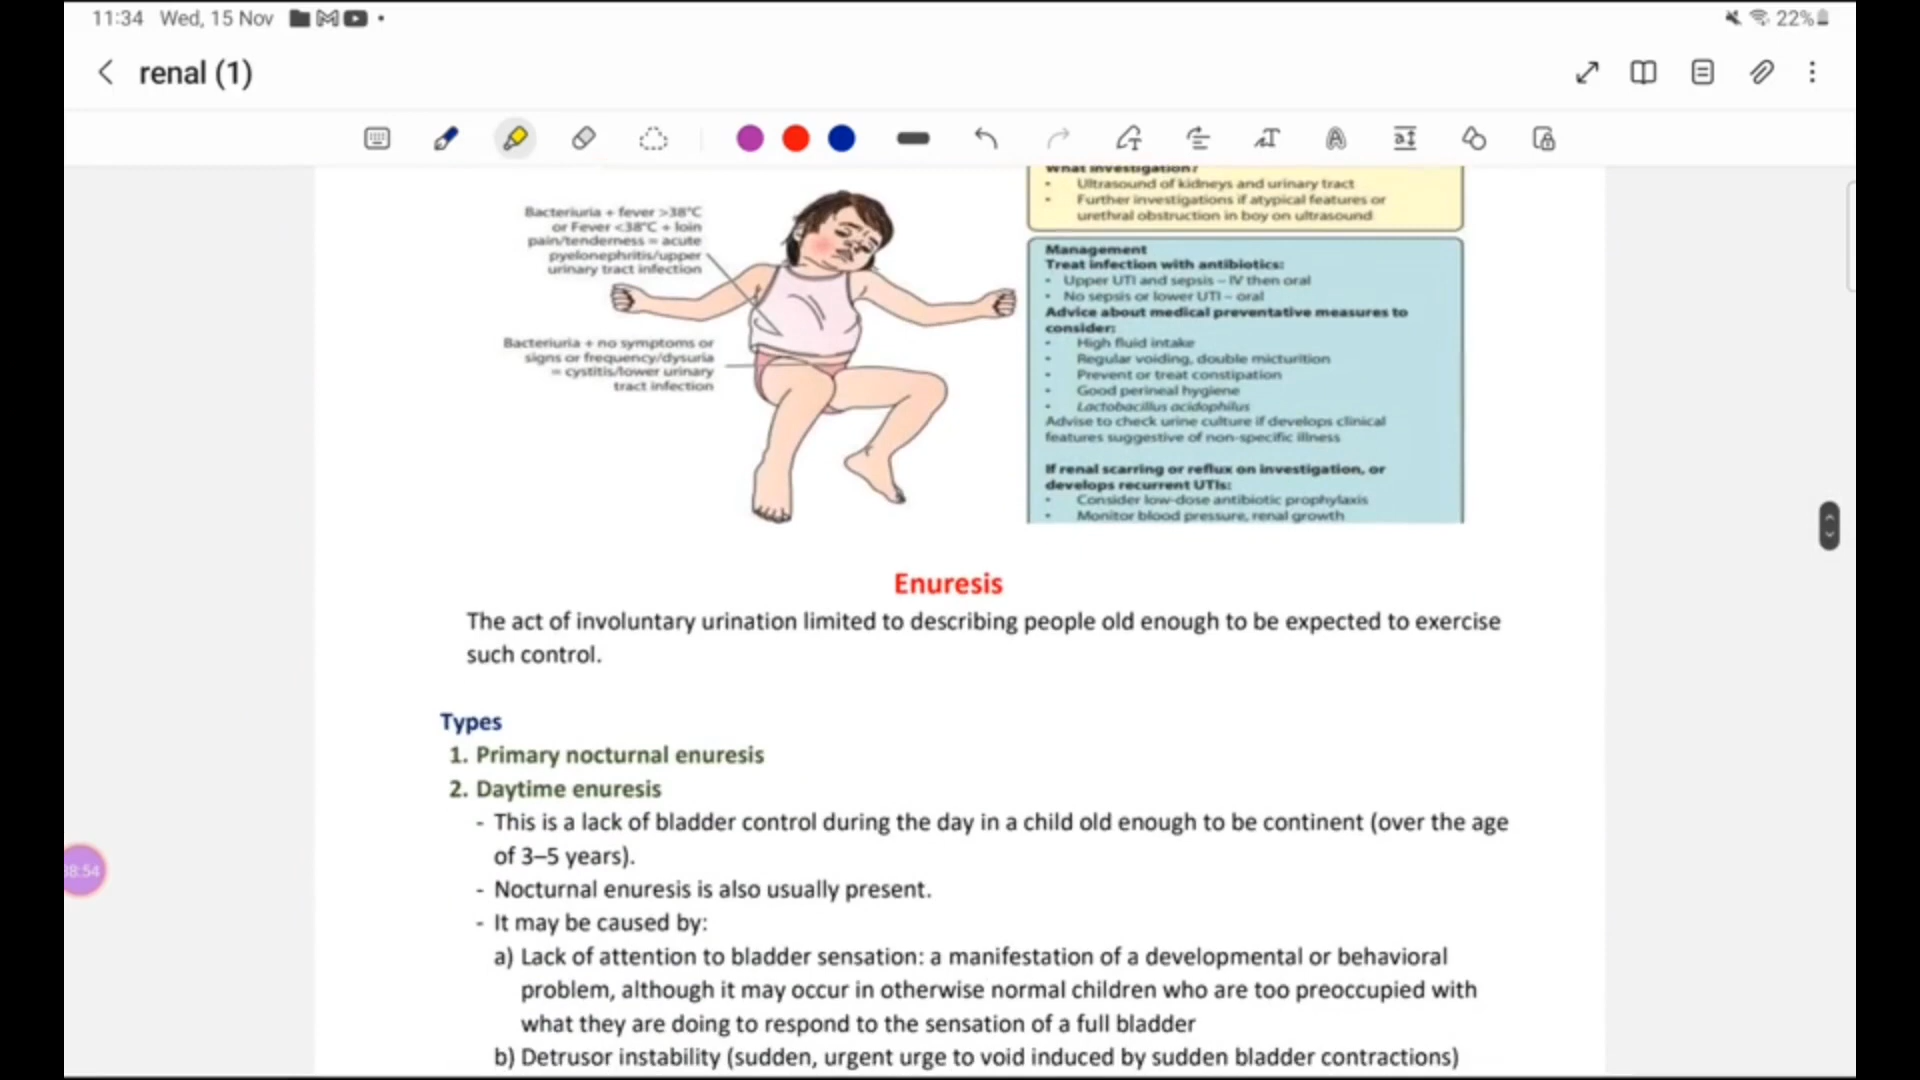 11:34 Wed, 15 Nov
22%
renal (1)
What investigation?
• Ultrasound of kidneys and urinary tract
• Further investigations if atypical features or
urethral obstruction in boy on ultrasound
Bacteriuria + fever >38°C
or Fever <38°C + loin
pain/tenderness = acute
pyelonephritis/upper
urinary tract infection
Bacteriuria + no symptoms or
signs or frequency/dysuria
= cystitis/lower urinary
tract infection
Management
Treat infection with antibiotics:
• Upper UTI and sepsis – IV then oral
• No sepsis or lower UTI – oral
Advice about medical preventative measures to
consider:
• High fluid intake
• Regular voiding, double micturition
• Prevent or treat constipation
• Good perineal hygiene
• Lactobacillus acidophilus
Advise to check urine culture if develops clinical
features suggestive of non-specific illness
If renal scarring or reflux on investigation, or
develops recurrent UTIs:
• Consider low-dose antibiotic prophylaxis
• Monitor blood pressure, renal growth
Enuresis
The act of involuntary urination limited to describing people old enough to be expected to exercise
such control.
Types
1. Primary nocturnal enuresis
2. Daytime enuresis
- This is a lack of bladder control during the day in a child old enough to be continent (over the age
of 3–5 years).
- Nocturnal enuresis is also usually present.
- It may be caused by:
a) Lack of attention to bladder sensation: a manifestation of a developmental or behavioral
problem, although it may occur in otherwise normal children who are too preoccupied with
what they are doing to respond to the sensation of a full bladder
b) Detrusor instability (sudden, urgent urge to void induced by sudden bladder contractions)